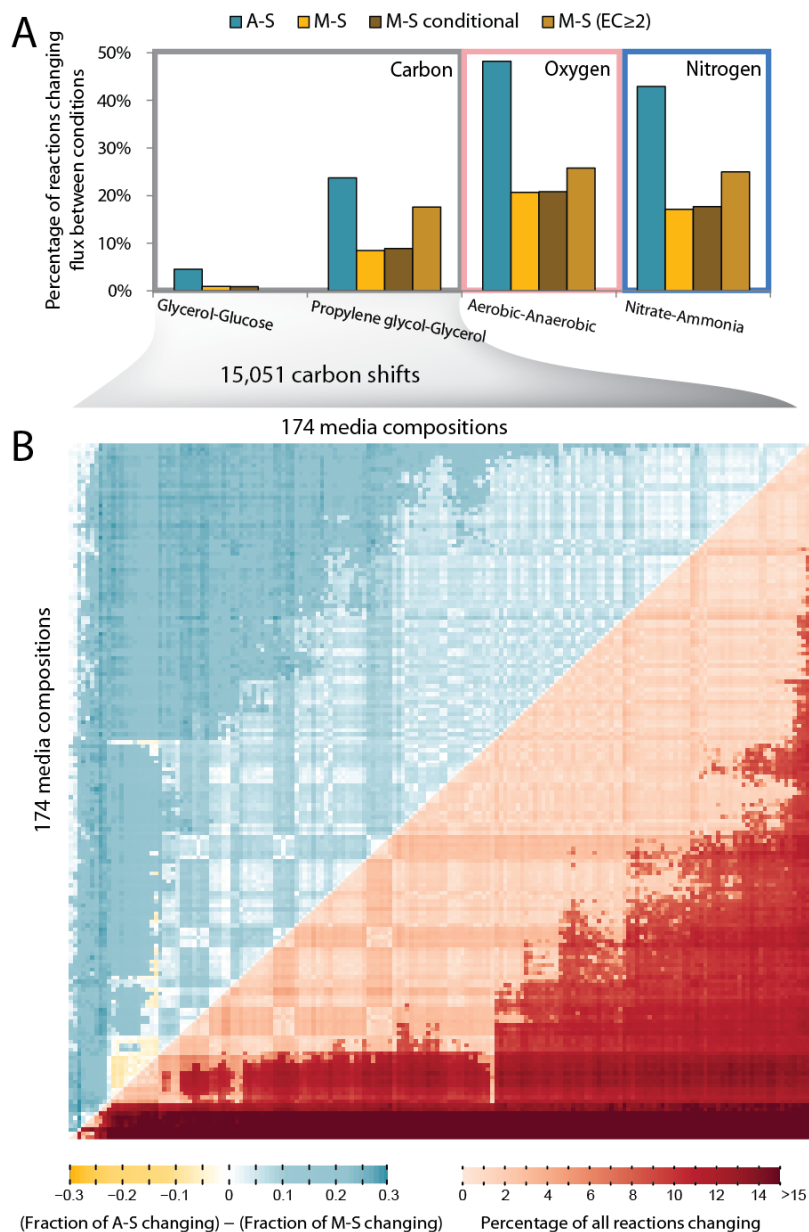 A
A-S M-S M-S conditional M-S (EC≥2)
Percentage of reactions changing
flux between conditions
50%
40%
30%
20%
10%
0%
Carbon
Oxygen
Nitrogen
Glycerol-Glucose
Propylene glycol-Glycerol
Aerobic-Anaerobic
Nitrate-Ammonia
15,051 carbon shifts
174 media compositions
B
174 media compositions
−0.3 −0.2 −0.1 0 0.1 0.2 0.3
(Fraction of A-S changing) − (Fraction of M-S changing)
0 2 4 6 8 10 12 14 >15
Percentage of all reactions changing